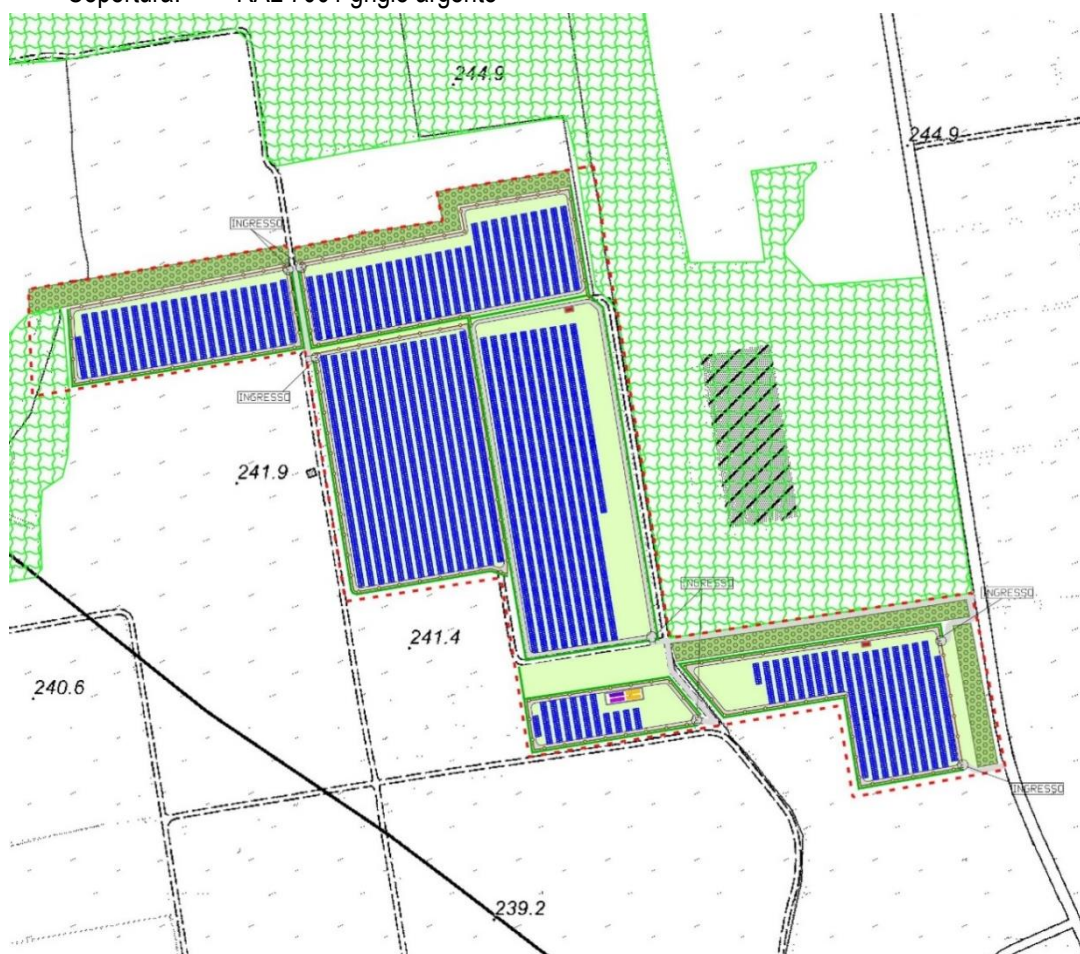 Copertura: RAL 7001 grigio argento
244.9
244.9
INGRESSO
INGRESSO
241.9
INGRESSO
INGRESSO
241.4
240.6
INGRESSO
239.2